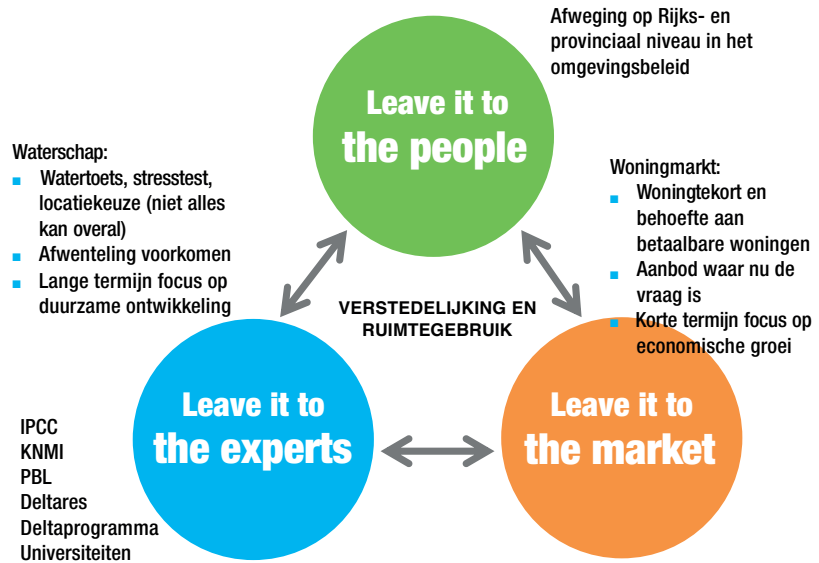 Afweging op Rijks- en
provinciaal niveau in het
omgevingsbeleid
Leave it to
the people
Waterschap:
Watertoets, stresstest,
locatiekeuze (niet alles
kan overal)
Afwenteling voorkomen
Lange termijn focus op
duurzame ontwikkeling
Woningmarkt:
Woningtekort en
behoefte aan
betaalbare woningen
Aanbod waar nu de
vraag is
Korte termijn focus op
economische groei
VERSTEDELIJKING EN
RUIMTEGEBRUIK
Leave it to
the experts
Leave it to
the market
IPCC
KNMI
PBL
Deltares
Deltaprogramma
Universiteiten